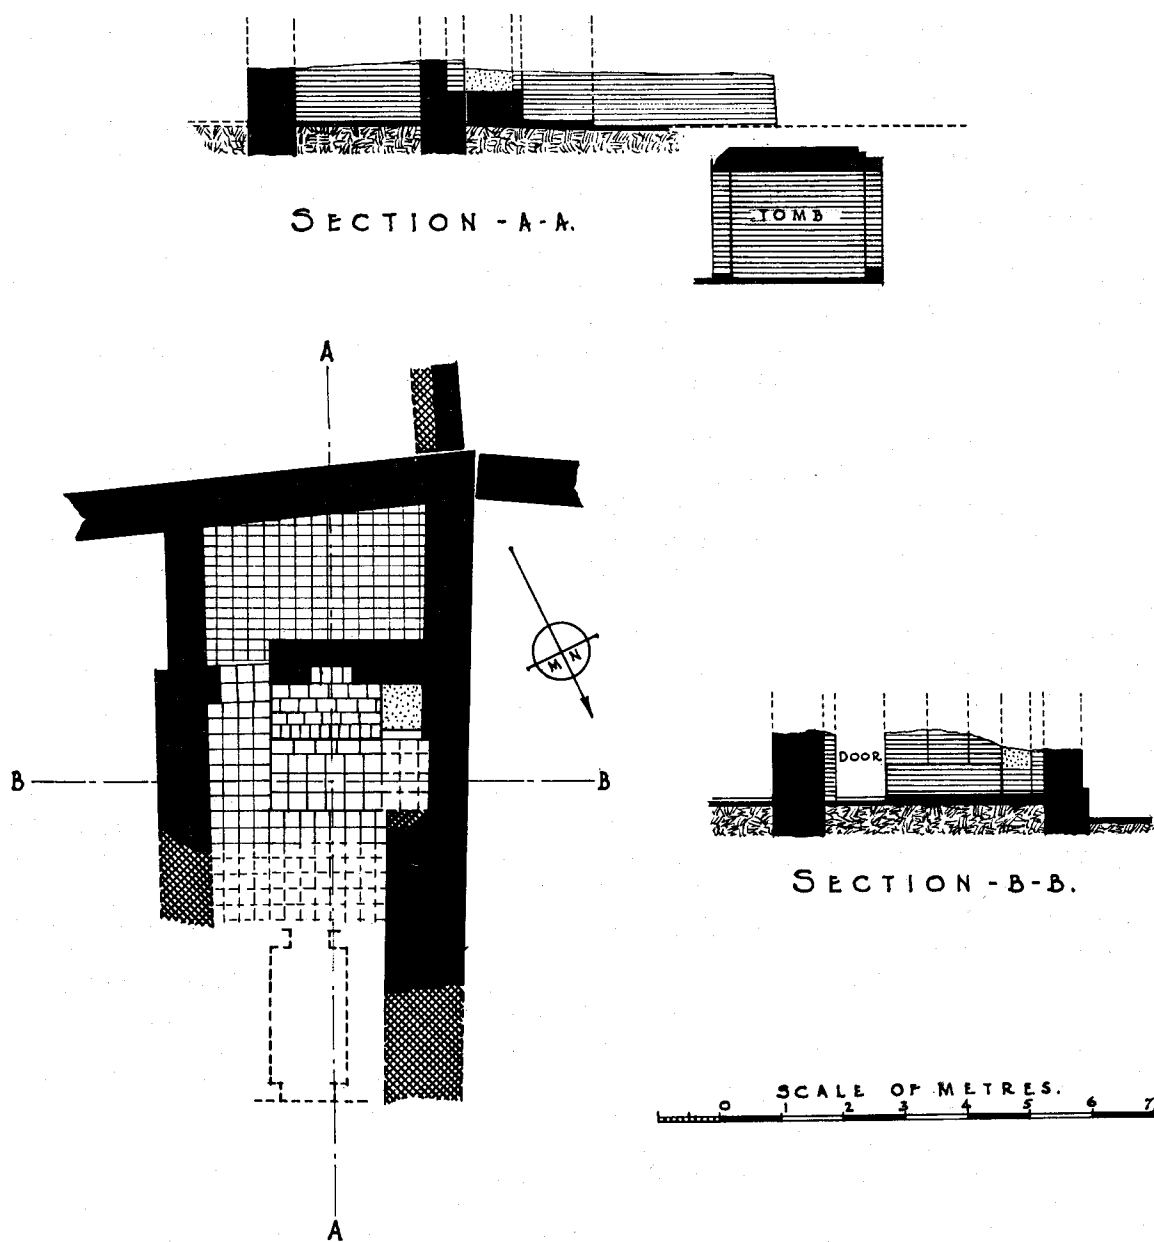 SECTION - A-A.
TOMB
A
M N
B
B
DOOR
SECTION - B-B.
SCALE OF METRES.
0 1 2 3 4 5 6 7
A